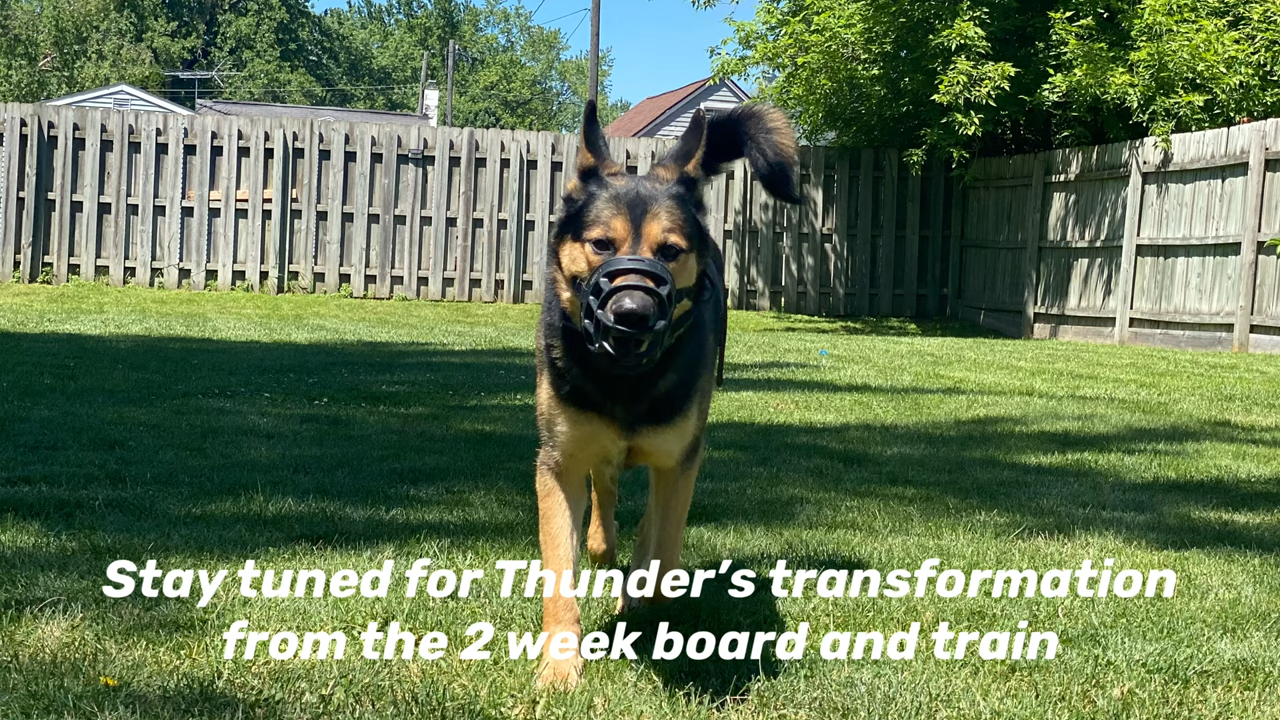 Stay tuned for Thunder’s transformation
from the 2 week board and train